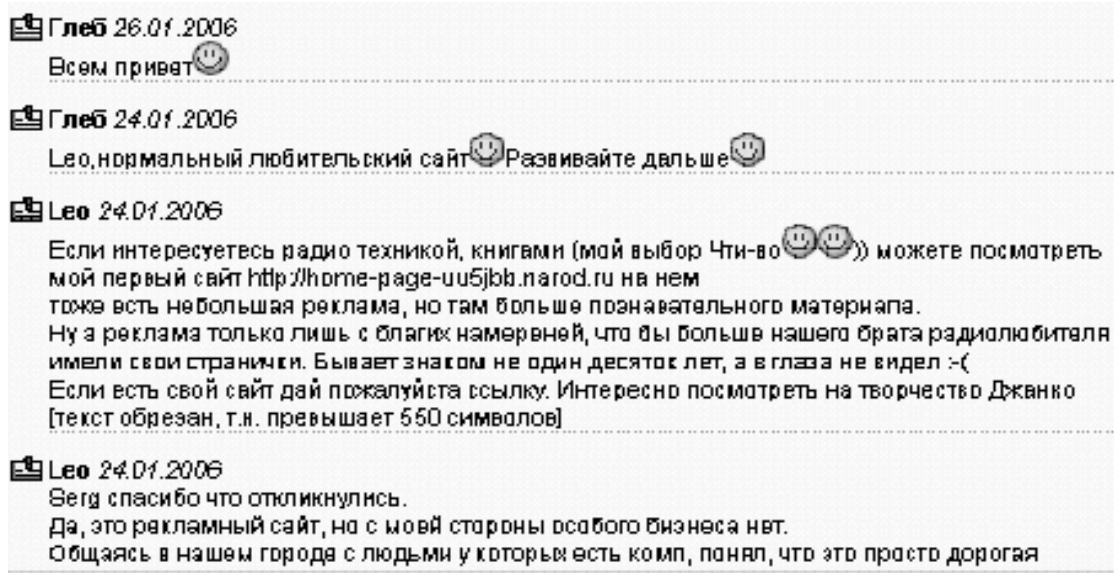 Глеб 26.01.2006
Всем привет
Глеб 24.01.2006
Leo,нормальный любительский сайт Развивайте дальше
Leo 24.01.2006
Если интересуетесь радио техникой, книгами (мой выбор Чти-во )) можете посмотреть
мой первый сайт http://home-page-uu5jbb.narod.ru на нем
тоже есть небольшая реклама, но там больше познавательного материала.
Ну а реклама только лишь с благих намерений, что бы больше нашего брата радиолюбителя
имели свои странички. Бывает знаком не один десяток лет, а в глаза не видел :-(
Если есть свой сайт дай пожалуйста ссылку. Интересно посмотреть на творчество Джанко
[текст обрезан, т.к. превышает 550 символов]
Leo 24.01.2006
Serg спасибо что откликнулись.
Да, это рекламный сайт, но с моей стороны особого бизнеса нет.
Общаясь в нашем городе с людьми у которых есть комп, понял, что это просто дорогая